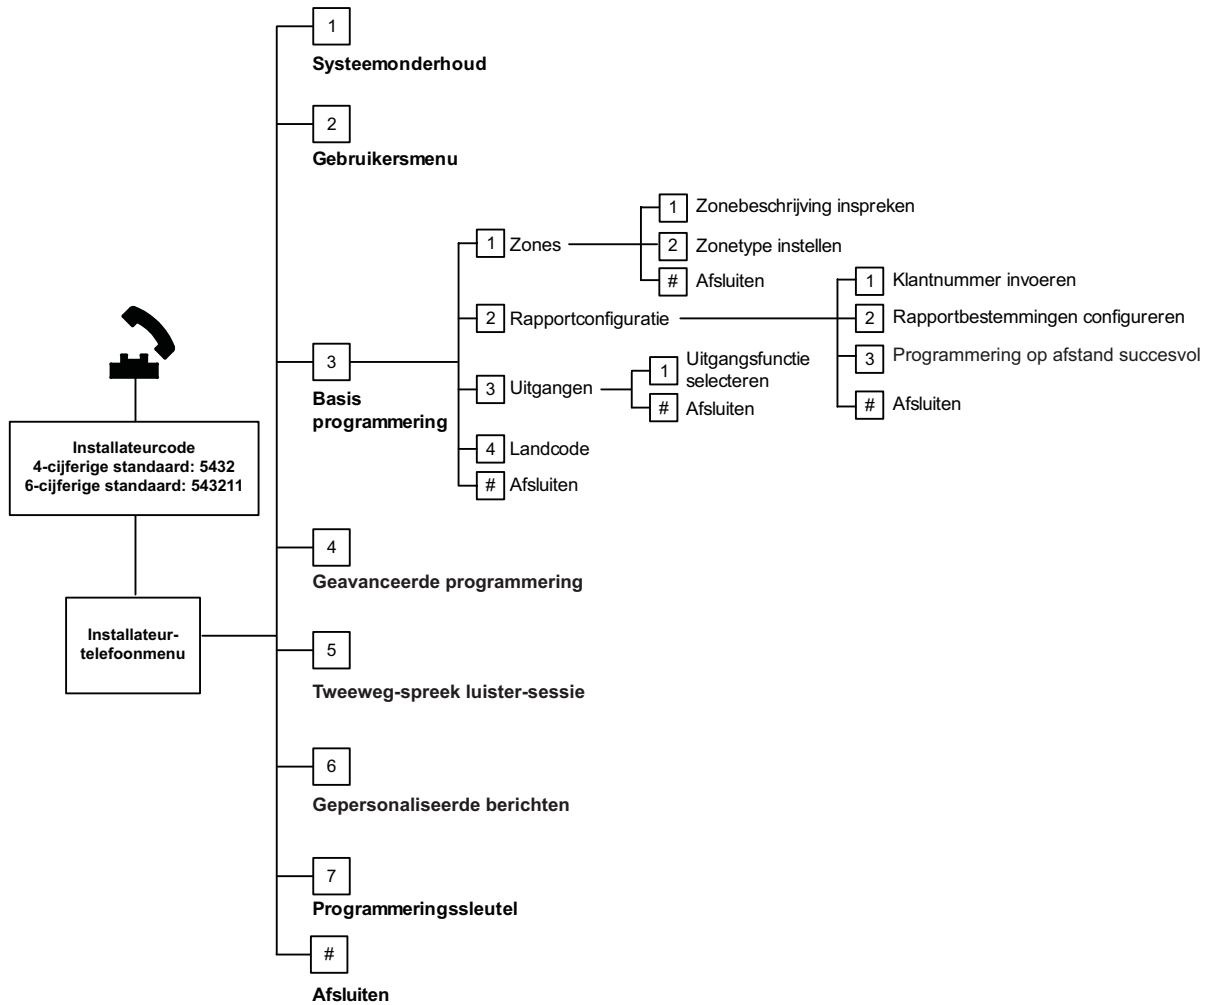 1
Systeemonderhoud
2
Gebruikersmenu
1 Zonebeschrijving inspreken
1 Zones
2 Zonetype instellen
# Afsluiten
1 Klantnummer invoeren
2 Rapportconfiguratie
2 Rapportbestemmingen configureren
3 Programmering op afstand succesvol
# Afsluiten
3
Basis
programmering
3 Uitgangen
1 Uitgangsfunctie
selecteren
# Afsluiten
4 Landcode
# Afsluiten
Installateurcode
4-cijferige standaard: 5432
6-cijferige standaard: 543211
Installateur-
telefoonmenu
4
Geavanceerde programmering
5
Tweeweg-spreek luister-sessie
6
Gepersonaliseerde berichten
7
Programmeringssleutel
#
Afsluiten